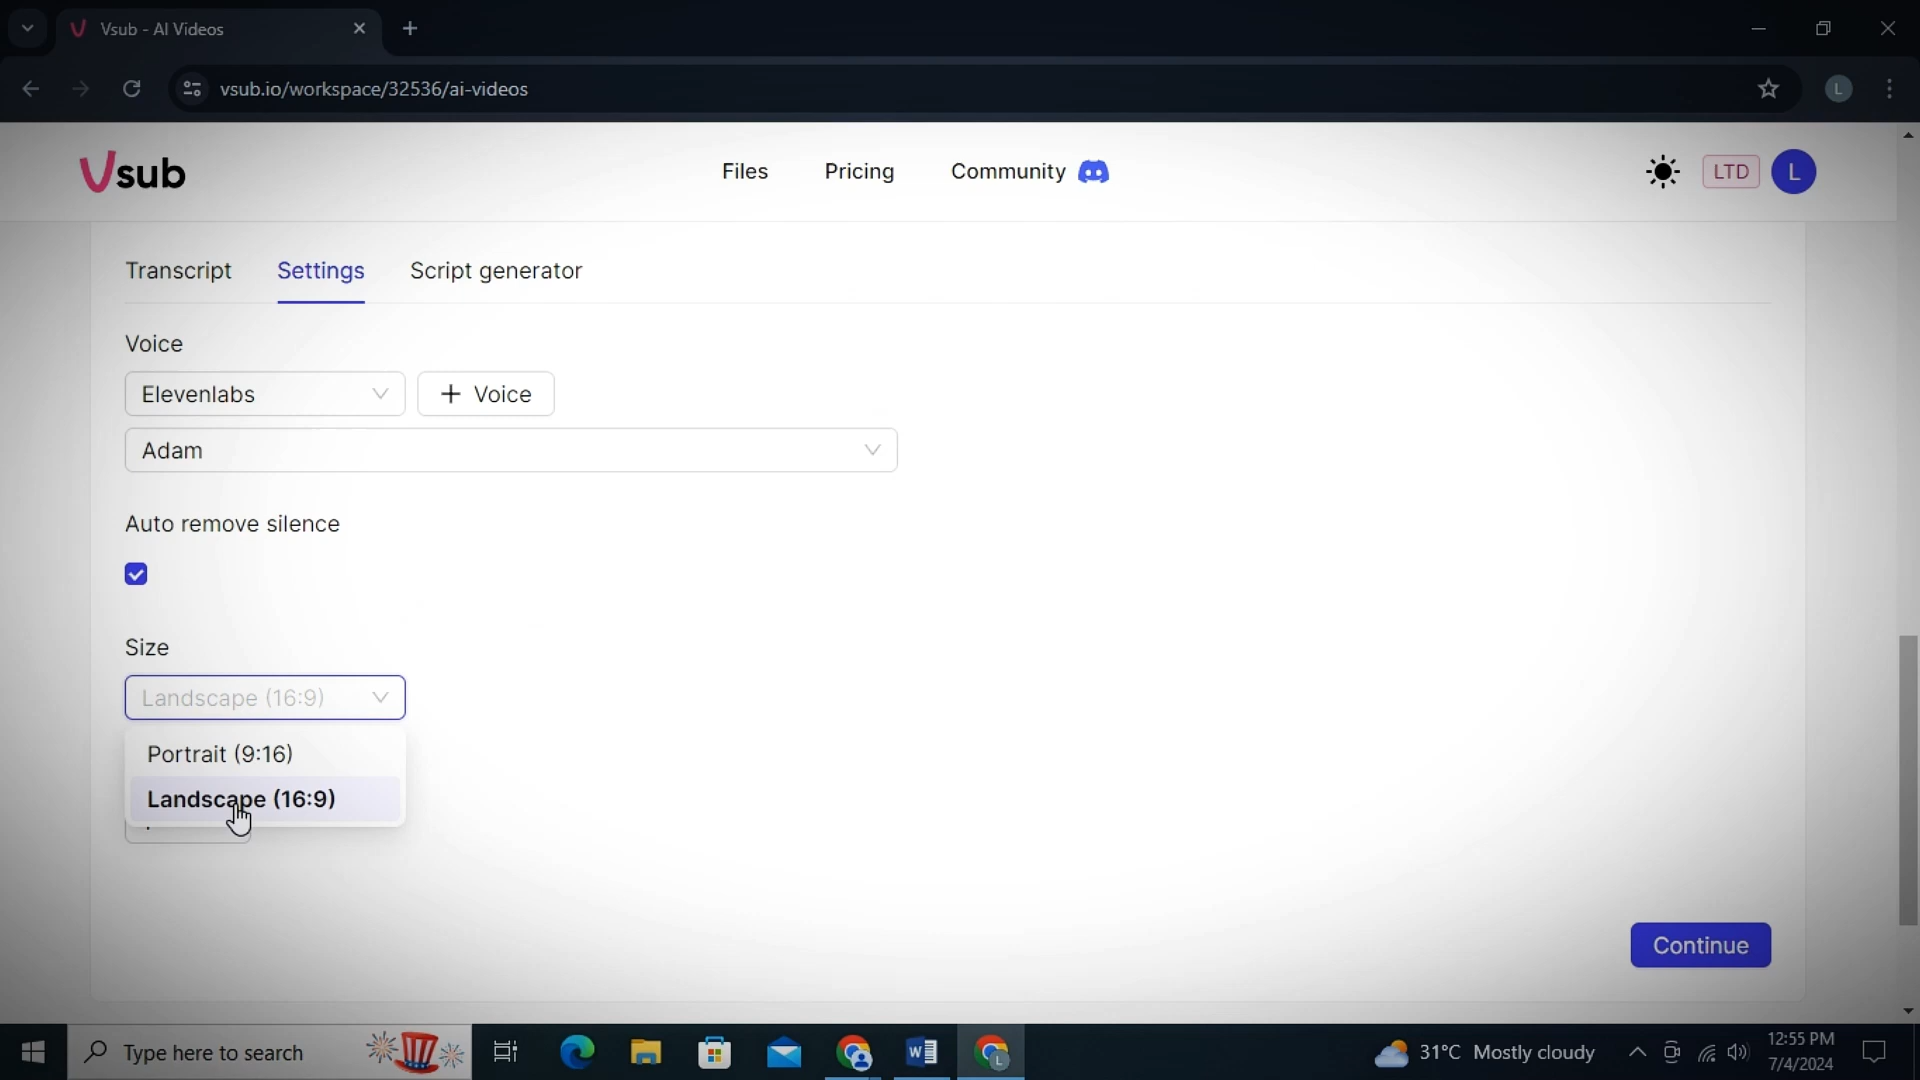 Vsub - AI Videos
vsub.io/workspace/32536/ai-videos
L
Vsub
Files
Pricing
Community
LTD
L
Transcript
Settings
Script generator
Voice
Elevenlabs
+ Voice
Adam
Auto remove silence
Size
Landscape (16:9)
Portrait (9:16)
Landscape (16:9)
Continue
Type here to search
W
L
31°C Mostly cloudy
12:55 PM
7/4/2024